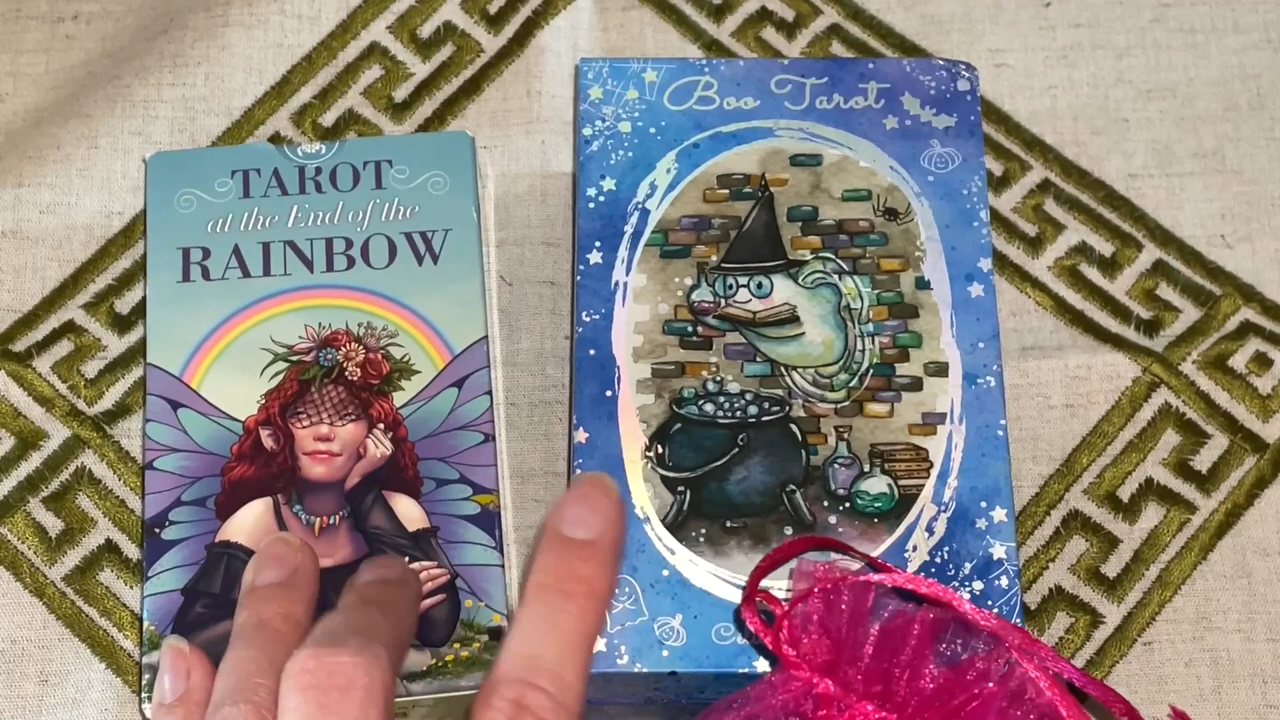 TAROT
at the End of the
RAINBOW
Boo Tarot